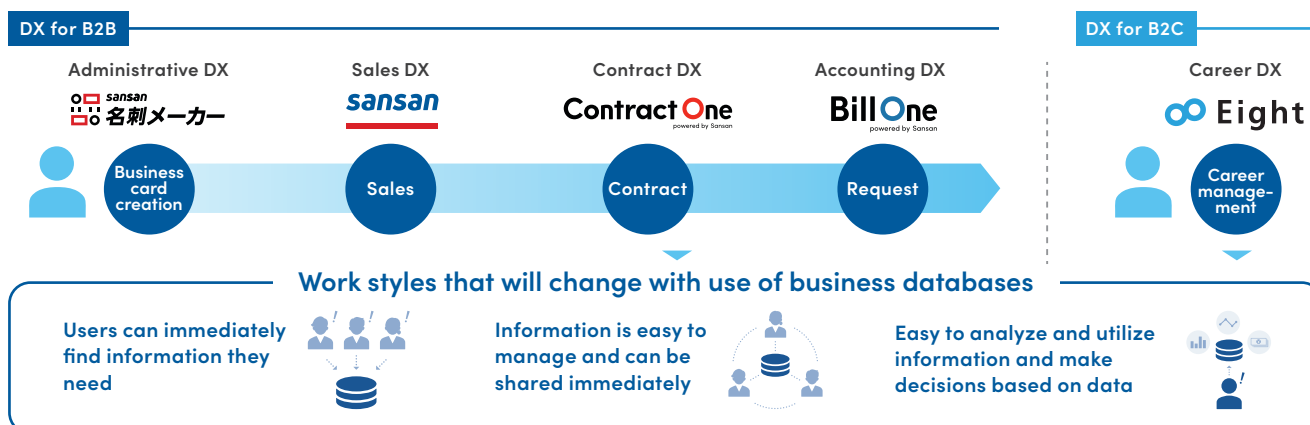 DX for B2B
DX for B2C
Administrative DX
Sales DX
Contract DX
Accounting DX
Career DX
sansan
名刺メーカー
sansan
Contract One
powered by Sansan
Bill One
powered by Sansan
Eight
Business
card
creation
Sales
Contract
Request
Career
manage-
ment
Work styles that will change with use of business databases
Users can immediately
find information they
need
Information is easy to
manage and can be
shared immediately
Easy to analyze and utilize
information and make
decisions based on data